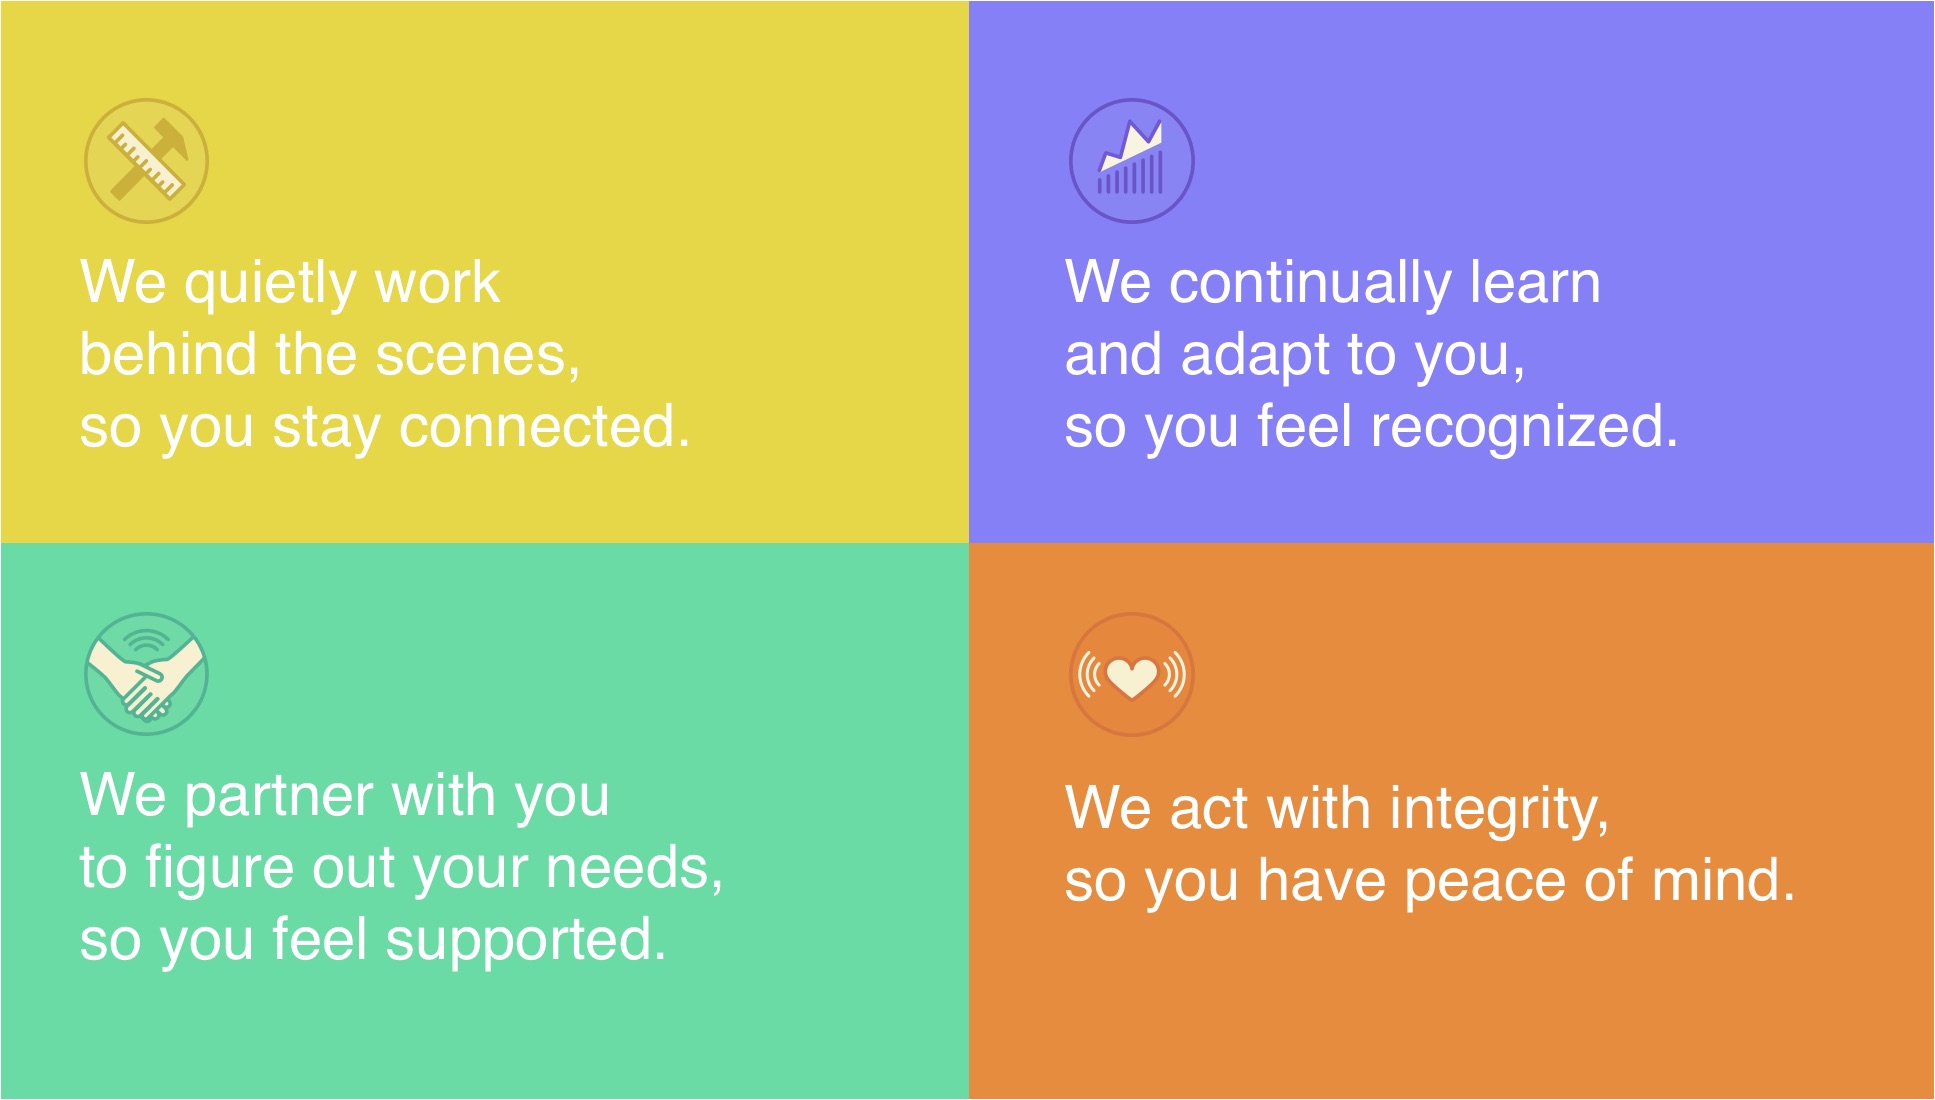 We quietly work
behind the scenes,
so you stay connected.
We continually learn
and adapt to you,
so you feel recognized.
We partner with you
to figure out your needs,
so you feel supported.
We act with integrity,
so you have peace of mind.